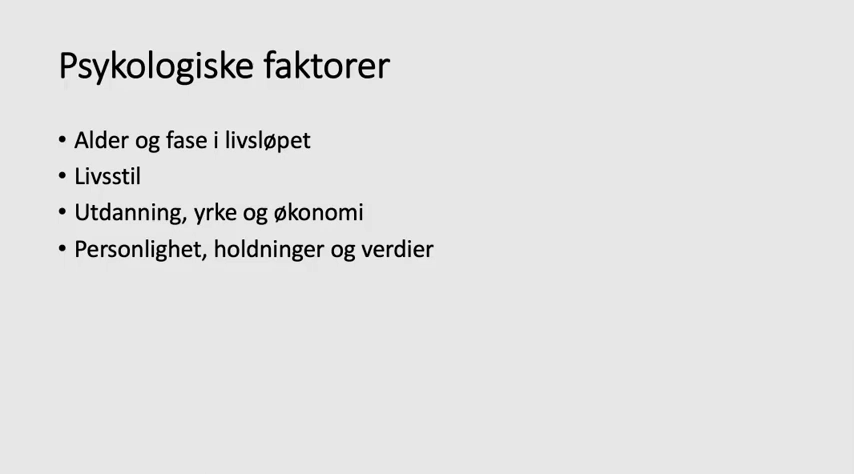 Psykologiske faktorer
• Alder og fase i livsløpet
• Livsstil
• Utdanning, yrke og økonomi
• Personlighet, holdninger og verdier